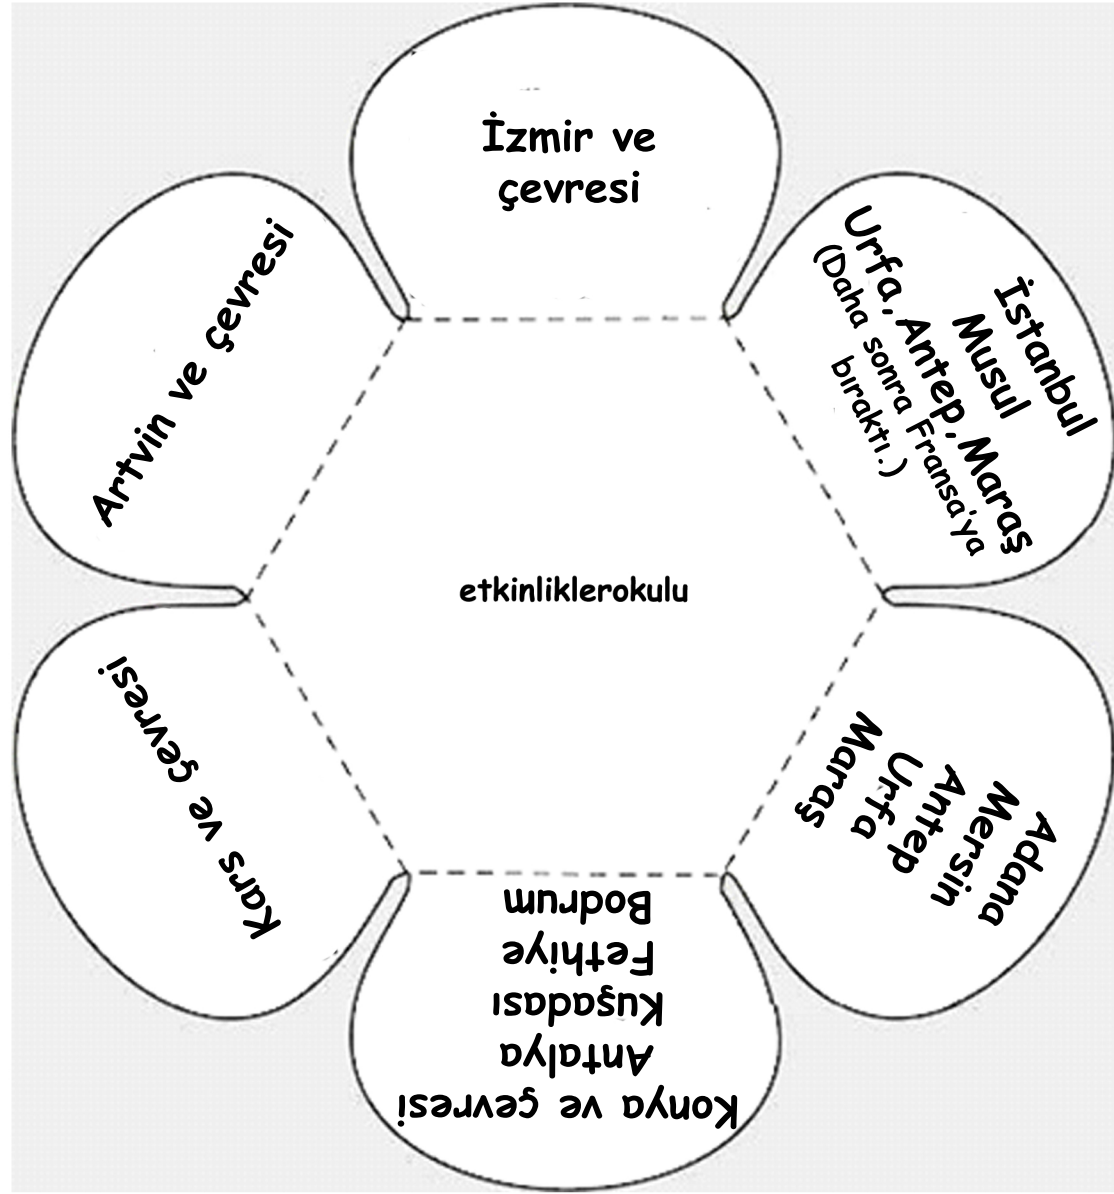 İzmir ve
çevresi
İstanbul
Musul
Urfa, Antep, Maraş
(Daha sonra Fransa'ya
bıraktı.)
Adana
Mersin
Antep
Urfa
Maraş
Konya ve çevresi
Antalya
Kuşadası
Fethiye
Bodrum
Kars ve çevresi
Artvin ve çevresi
etkinliklerokulu